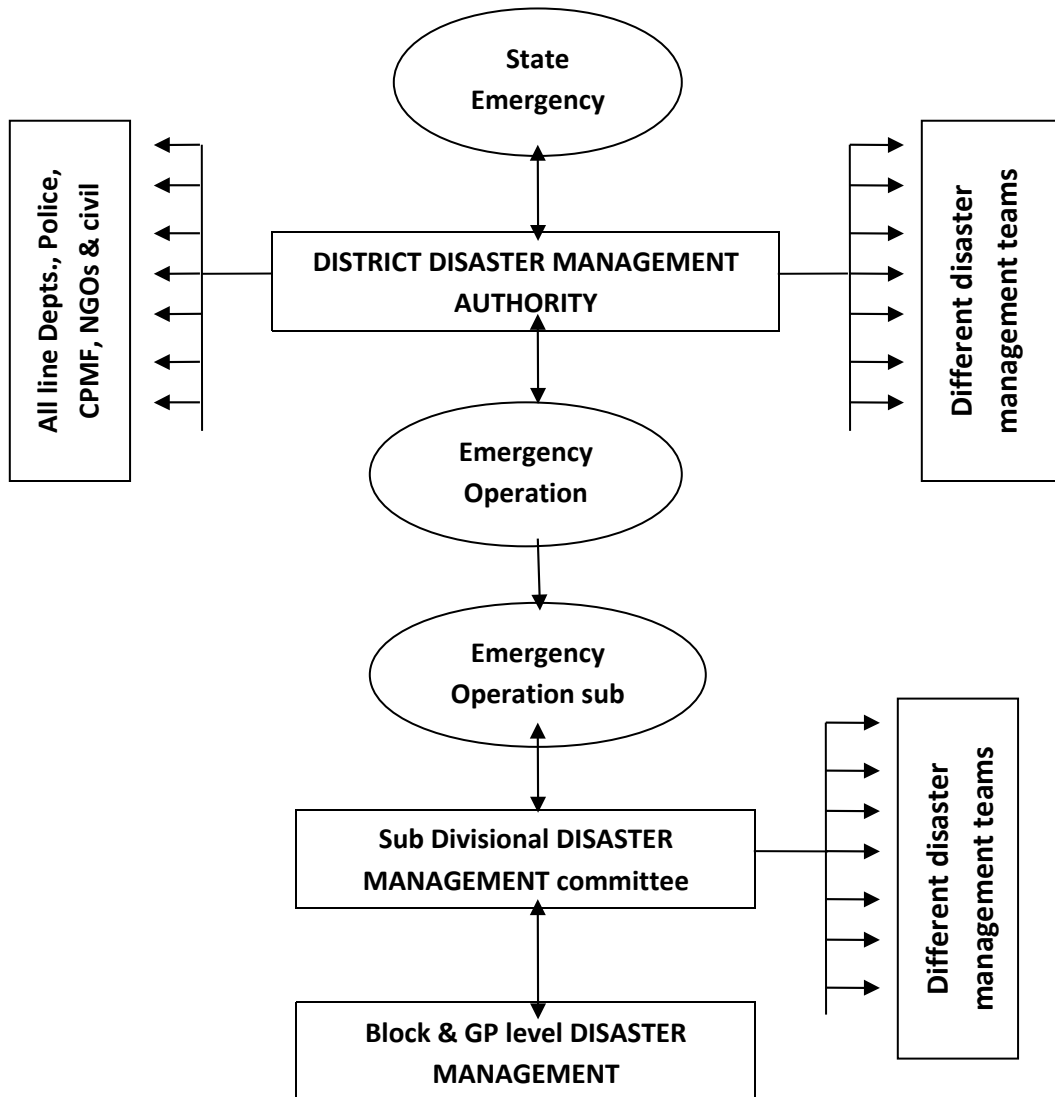 State
Emergency
All line Depts., Police,
CPMF, NGOs & civil
DISTRICT DISASTER MANAGEMENT
AUTHORITY
Different disaster
management teams
Emergency
Operation
Emergency
Operation sub
Sub Divisional DISASTER
MANAGEMENT committee
Different disaster
management teams
Block & GP level DISASTER
MANAGEMENT